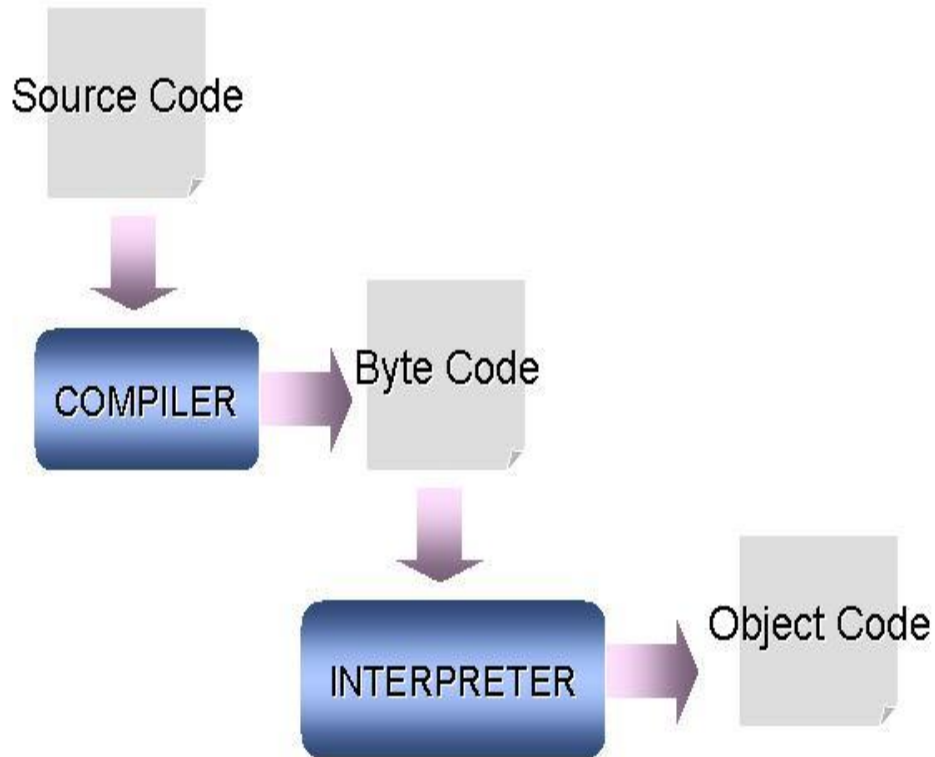 Source Code
COMPILER
Byte Code
INTERPRETER
Object Code